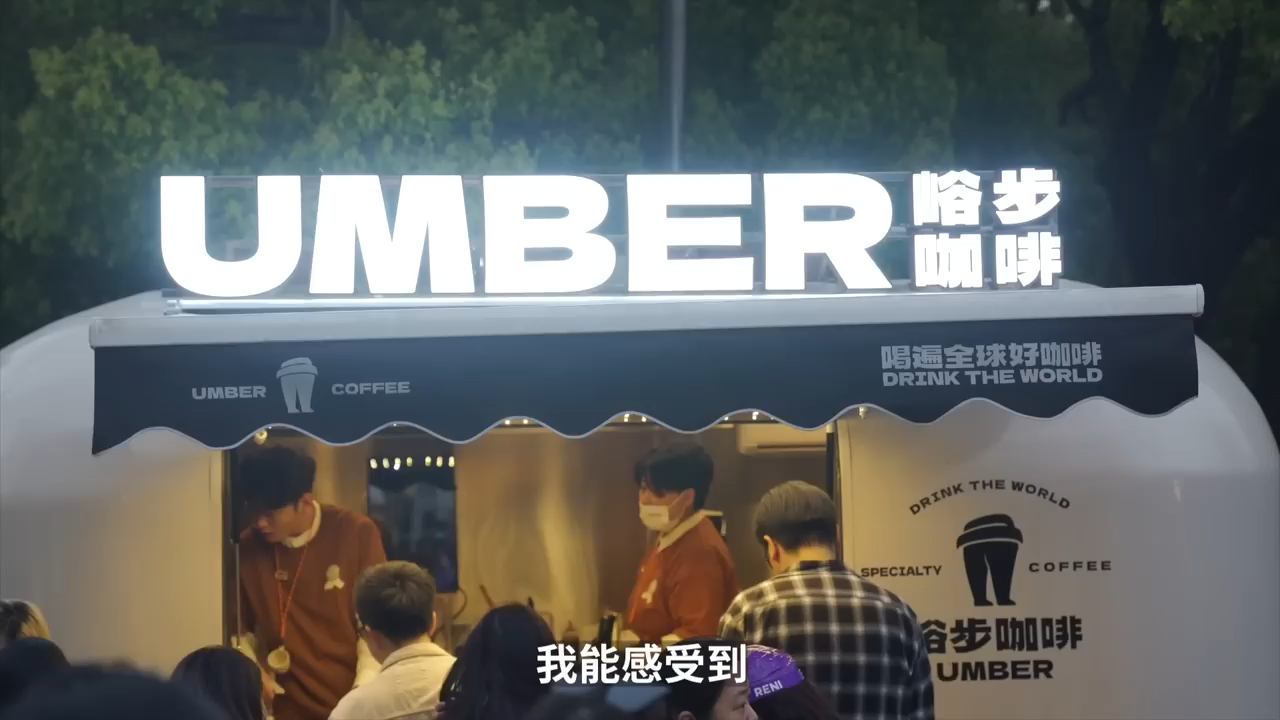 UMBER
峪步
咖啡
UMBER COFFEE
喝遍全球好咖啡
DRINK THE WORLD
DRINK THE WORLD
SPECIALTY COFFEE
峪步咖啡
UMBER
RENI
我能感受到